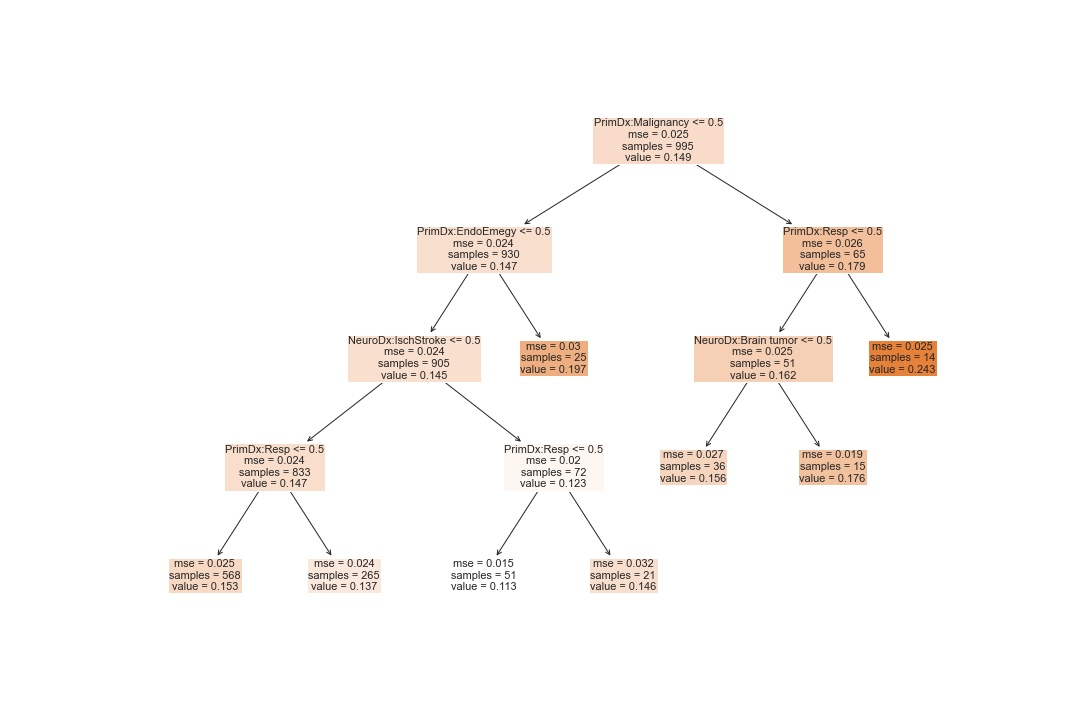 PrimDx:Malignancy <= 0.5
mse = 0.025
samples = 995
value = 0.149
PrimDx:EndoEmegy <= 0.5
mse = 0.024
samples = 930
value = 0.147
PrimDx:Resp <= 0.5
mse = 0.026
samples = 65
value = 0.179
NeuroDx:IschStroke <= 0.5
mse = 0.024
samples = 905
value = 0.145
mse = 0.03
samples = 25
value = 0.197
NeuroDx:Brain tumor <= 0.5
mse = 0.025
samples = 51
value = 0.162
mse = 0.025
samples = 14
value = 0.243
PrimDx:Resp <= 0.5
mse = 0.024
samples = 833
value = 0.147
PrimDx:Resp <= 0.5
mse = 0.02
samples = 72
value = 0.123
mse = 0.027
samples = 36
value = 0.156
mse = 0.019
samples = 15
value = 0.176
mse = 0.025
samples = 568
value = 0.153
mse = 0.024
samples = 265
value = 0.137
mse = 0.015
samples = 51
value = 0.113
mse = 0.032
samples = 21
value = 0.146